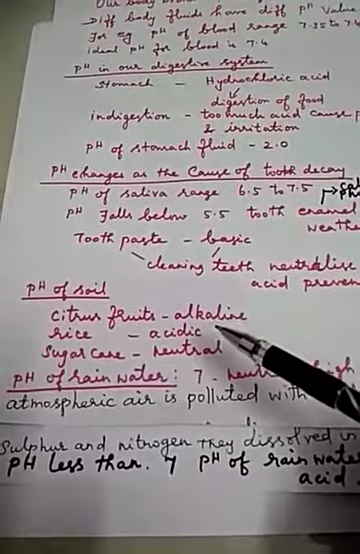 Our body
Diff body fluids have diff pH value
For eg pH of blood range 7.35 to 7.4
ideal pH for blood is 7.4
pH in our digestive system
Stomach - Hydrochloric acid
digestion of food
indigestion - too much acid cause
& irritation
pH of stomach fluid - 2.0
pH changes as the Cause of tooth decay
pH of saliva range 6.5 to 7.5
pH Falls below 5.5 tooth enamel
weathe
Tooth paste - basic
cleaning teeth neutralise
acid preven
pH of soil
Citrus fruits - alkaline
rice - acidic
Sugarcane - neutral
pH of rain water: 7 - neutral high
atmospheric air is polluted with
Sulphur and nitrogen they dissolved in
pH less than. 7 pH of rain water
acid.